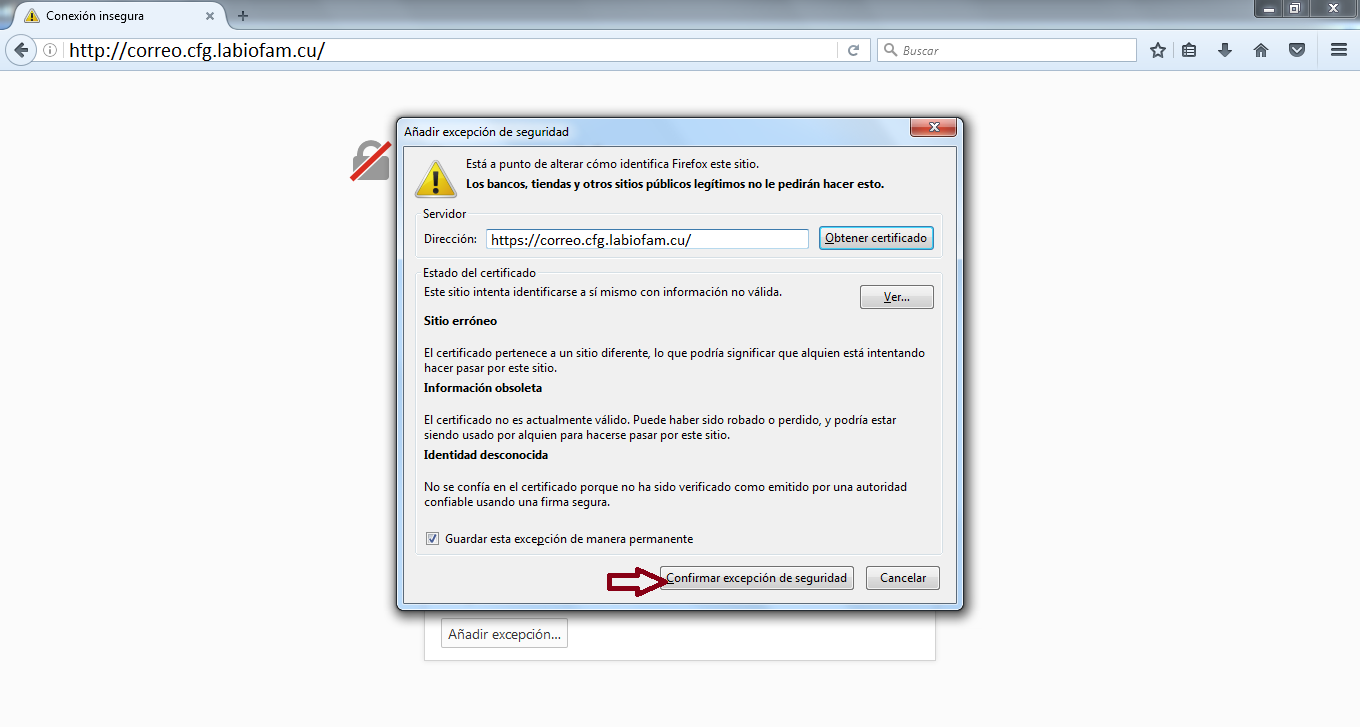 Conexión insegura
http://correo.cfg.labiofam.cu/
Buscar
Añadir excepción de seguridad
Está a punto de alterar cómo identifica Firefox este sitio.
Los bancos, tiendas y otros sitios públicos legítimos no le pedirán hacer esto.
Servidor
Dirección: https://correo.cfg.labiofam.cu/ Obtener certificado
Estado del certificado
Este sitio intenta identificarse a sí mismo con información no válida.
Ver...
Sitio erróneo
El certificado pertenece a un sitio diferente, lo que podría significar que alguien está intentando
hacer pasar por este sitio.
Información obsoleta
El certificado no es actualmente válido. Puede haber sido robado o perdido, y podría estar
siendo usado por alguien para hacerse pasar por este sitio.
Identidad desconocida
No se confía en el certificado porque no ha sido verificado como emitido por una autoridad
confiable usando una firma segura.
Guardar esta excepción de manera permanente
Confirmar excepción de seguridad Cancelar
Añadir excepción...